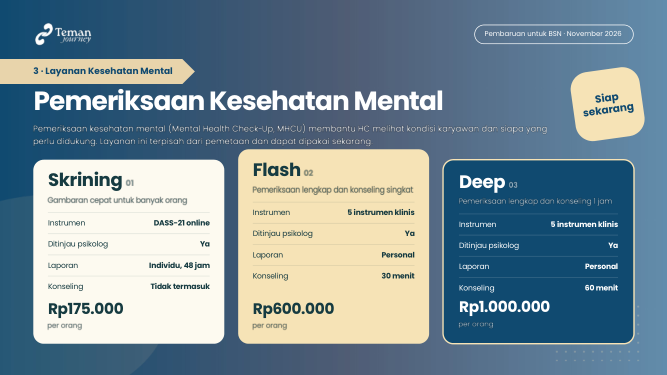 Teman
journey
Pembaruan untuk BSN · November 2026
3 · Layanan Kesehatan Mental
Pemeriksaan Kesehatan Mental
Siap
sekarang
Pemeriksaan kesehatan mental (Mental Health Check-Up, MHCU) membantu HC melihat kondisi karyawan dan siapa yang
perlu didukung. Layanan ini terpisah dari pemetaan dan dapat dipakai sekarang
Skrining 01
Gambaran cepat untuk banyak orang
Instrumen DASS-21 online
Ditinjau psikolog Ya
Laporan Individu, 48 jam
Konseling Tidak termasuk
Rp175.000
per orang
Flash 02
Pemeriksaan lengkap dan konseling singkat
Instrumen 5 instrumen klinis
Ditinjau psikolog Ya
Laporan Personal
Konseling 30 menit
Rp600.000
per orang
Deep 03
Pemeriksaan lengkap dan konseling 1 jam
Instrumen 5 instrumen klinis
Ditinjau psikolog Ya
Laporan Personal
Konseling 60 menit
Rp1.000.000
per orang